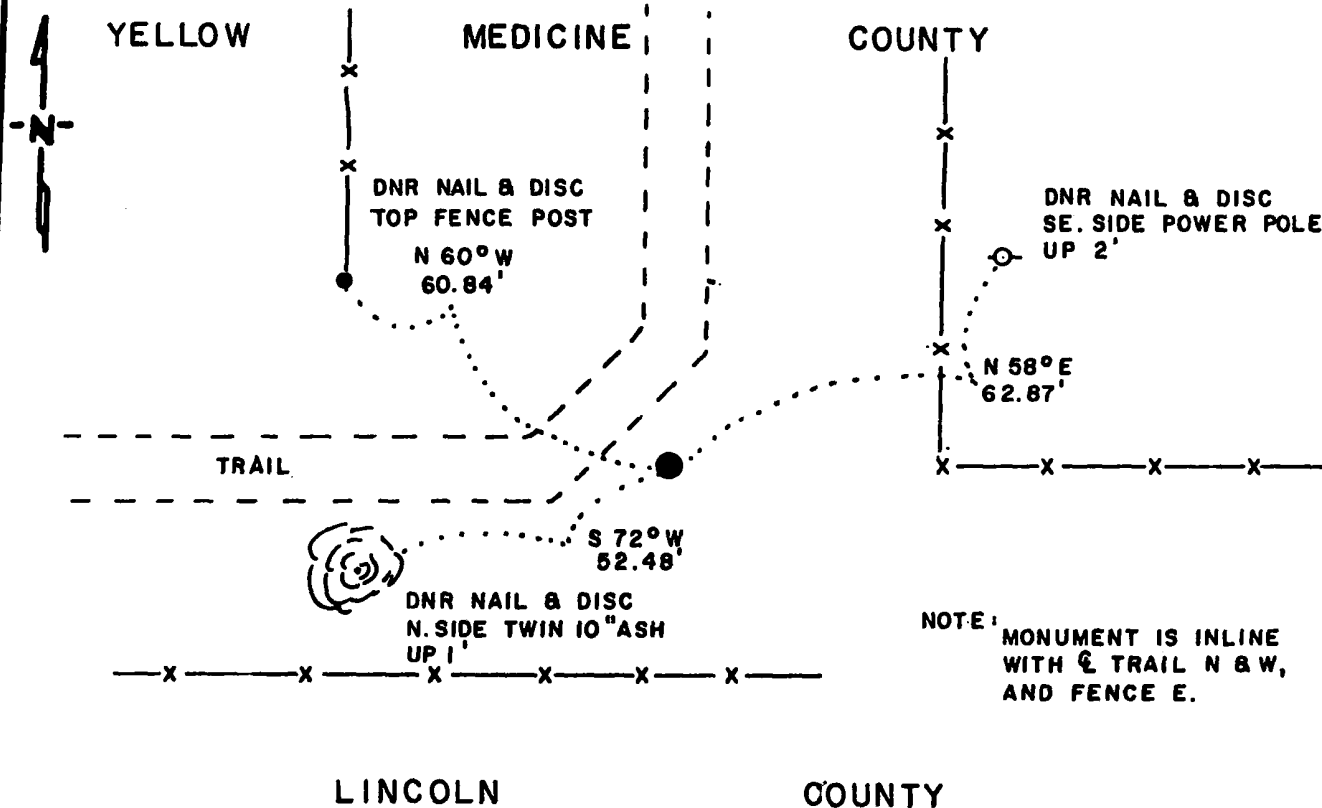 YELLOW MEDICINE COUNTY
N
DNR NAIL & DISC
TOP FENCE POST
N 60° W
60.84'
DNR NAIL & DISC
SE. SIDE POWER POLE
UP 2'
N 58° E
62.87'
TRAIL
S 72° W
52.48'
DNR NAIL & DISC
N. SIDE TWIN 10" ASH
UP 1'
NOTE:
MONUMENT IS INLINE
WITH ℄ TRAIL N & W,
AND FENCE E.
LINCOLN COUNTY